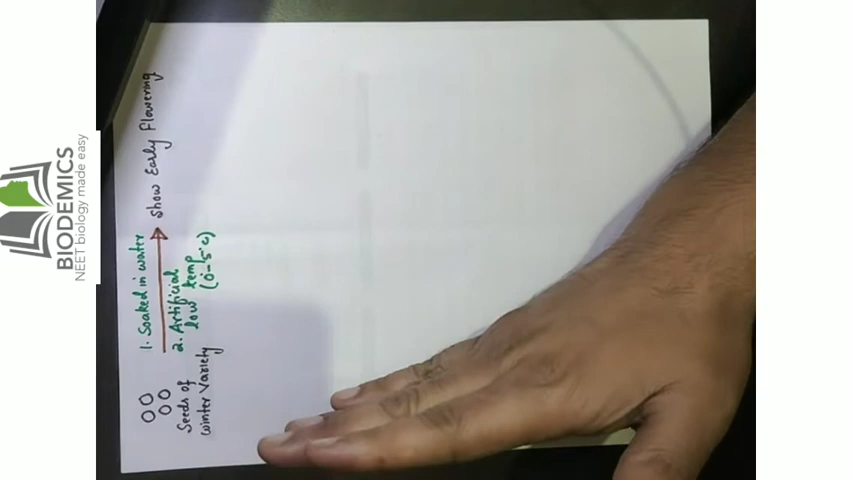 BIODEMICS
NEET biology made easy
1. Soaked in water
2. Artificial
low temp
(0°-5°C)
Seeds of
winter Variety
Show Early Flowering